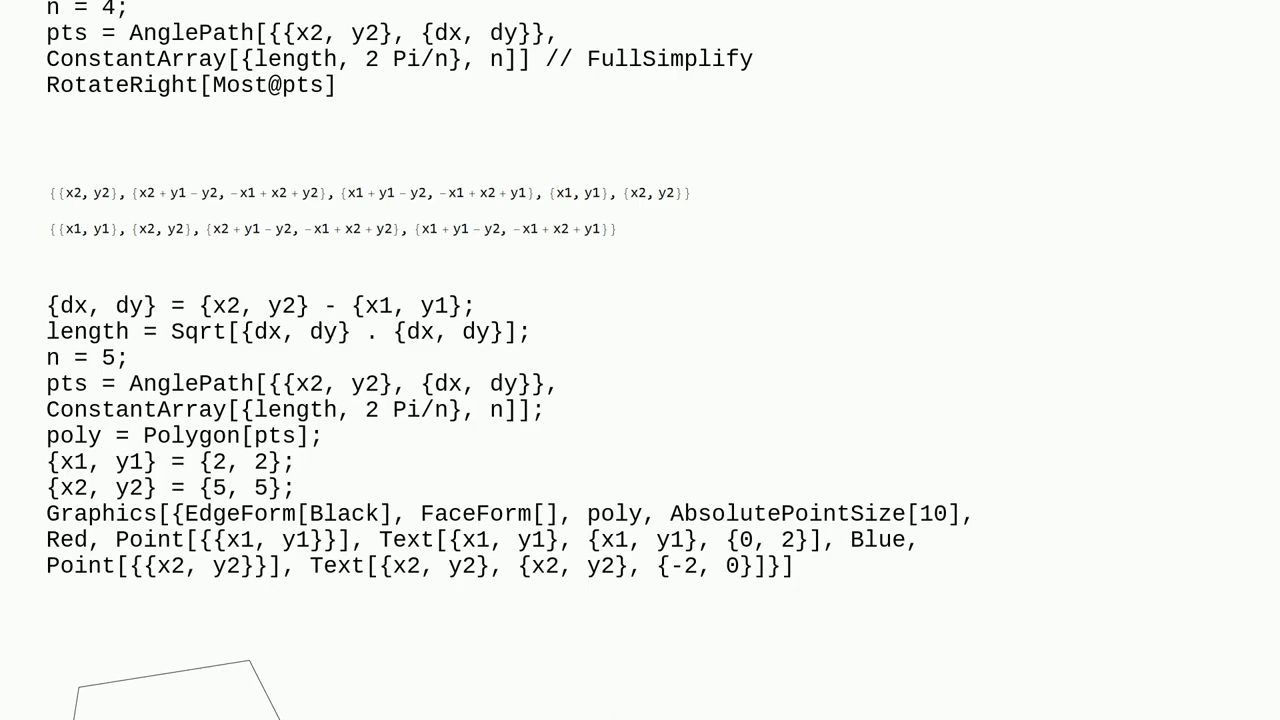 n = 4;
pts = AnglePath[{{x2, y2}, {dx, dy}},
ConstantArray[{length, 2 Pi/n}, n]] // FullSimplify
RotateRight[Most@pts]
{{x2, y2}, {x2 + y1 - y2, -x1 + x2 + y2}, {x1 + y1 - y2, -x1 + x2 + y1}, {x1, y1}, {x2, y2}}
{{x1, y1}, {x2, y2}, {x2 + y1 - y2, -x1 + x2 + y2}, {x1 + y1 - y2, -x1 + x2 + y1}}
{dx, dy} = {x2, y2} - {x1, y1};
length = Sqrt[{dx, dy} . {dx, dy}];
n = 5;
pts = AnglePath[{{x2, y2}, {dx, dy}},
ConstantArray[{length, 2 Pi/n}, n]];
poly = Polygon[pts];
{x1, y1} = {2, 2};
{x2, y2} = {5, 5};
Graphics[{EdgeForm[Black], FaceForm[], poly, AbsolutePointSize[10],
Red, Point[{{x1, y1}}], Text[{x1, y1}, {x1, y1}, {0, 2}], Blue,
Point[{{x2, y2}}], Text[{x2, y2}, {x2, y2}, {-2, 0}]}]